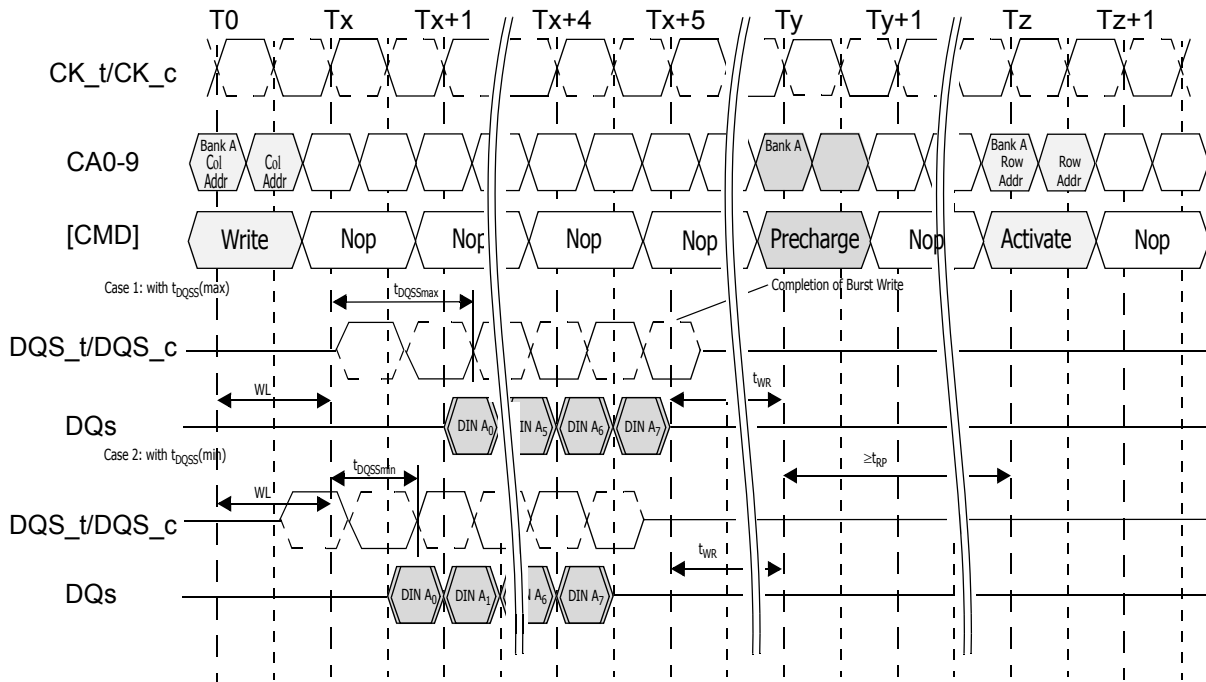 T0 Tx Tx+1 Tx+4 Tx+5 Ty Ty+1 Tz Tz+1
CK_t/CK_c
CA0-9
Bank A
Col
Addr
Col
Addr
Bank A
Bank A
Row
Addr
Row
Addr
[CMD] Write Nop Nop Nop Nop Precharge Nop Activate Nop
Case 1: with tDQSS(max)
tDQSSmax
Completion of Burst Write
DQS_t/DQS_c
WL
tWR
DQs
DIN A0 IN A5 DIN A6 DIN A7
Case 2: with tDQSS(min)
tDQSSmin
≥tRP
WL
DQS_t/DQS_c
tWR
DQs
DIN A0 DIN A1 A6 DIN A7